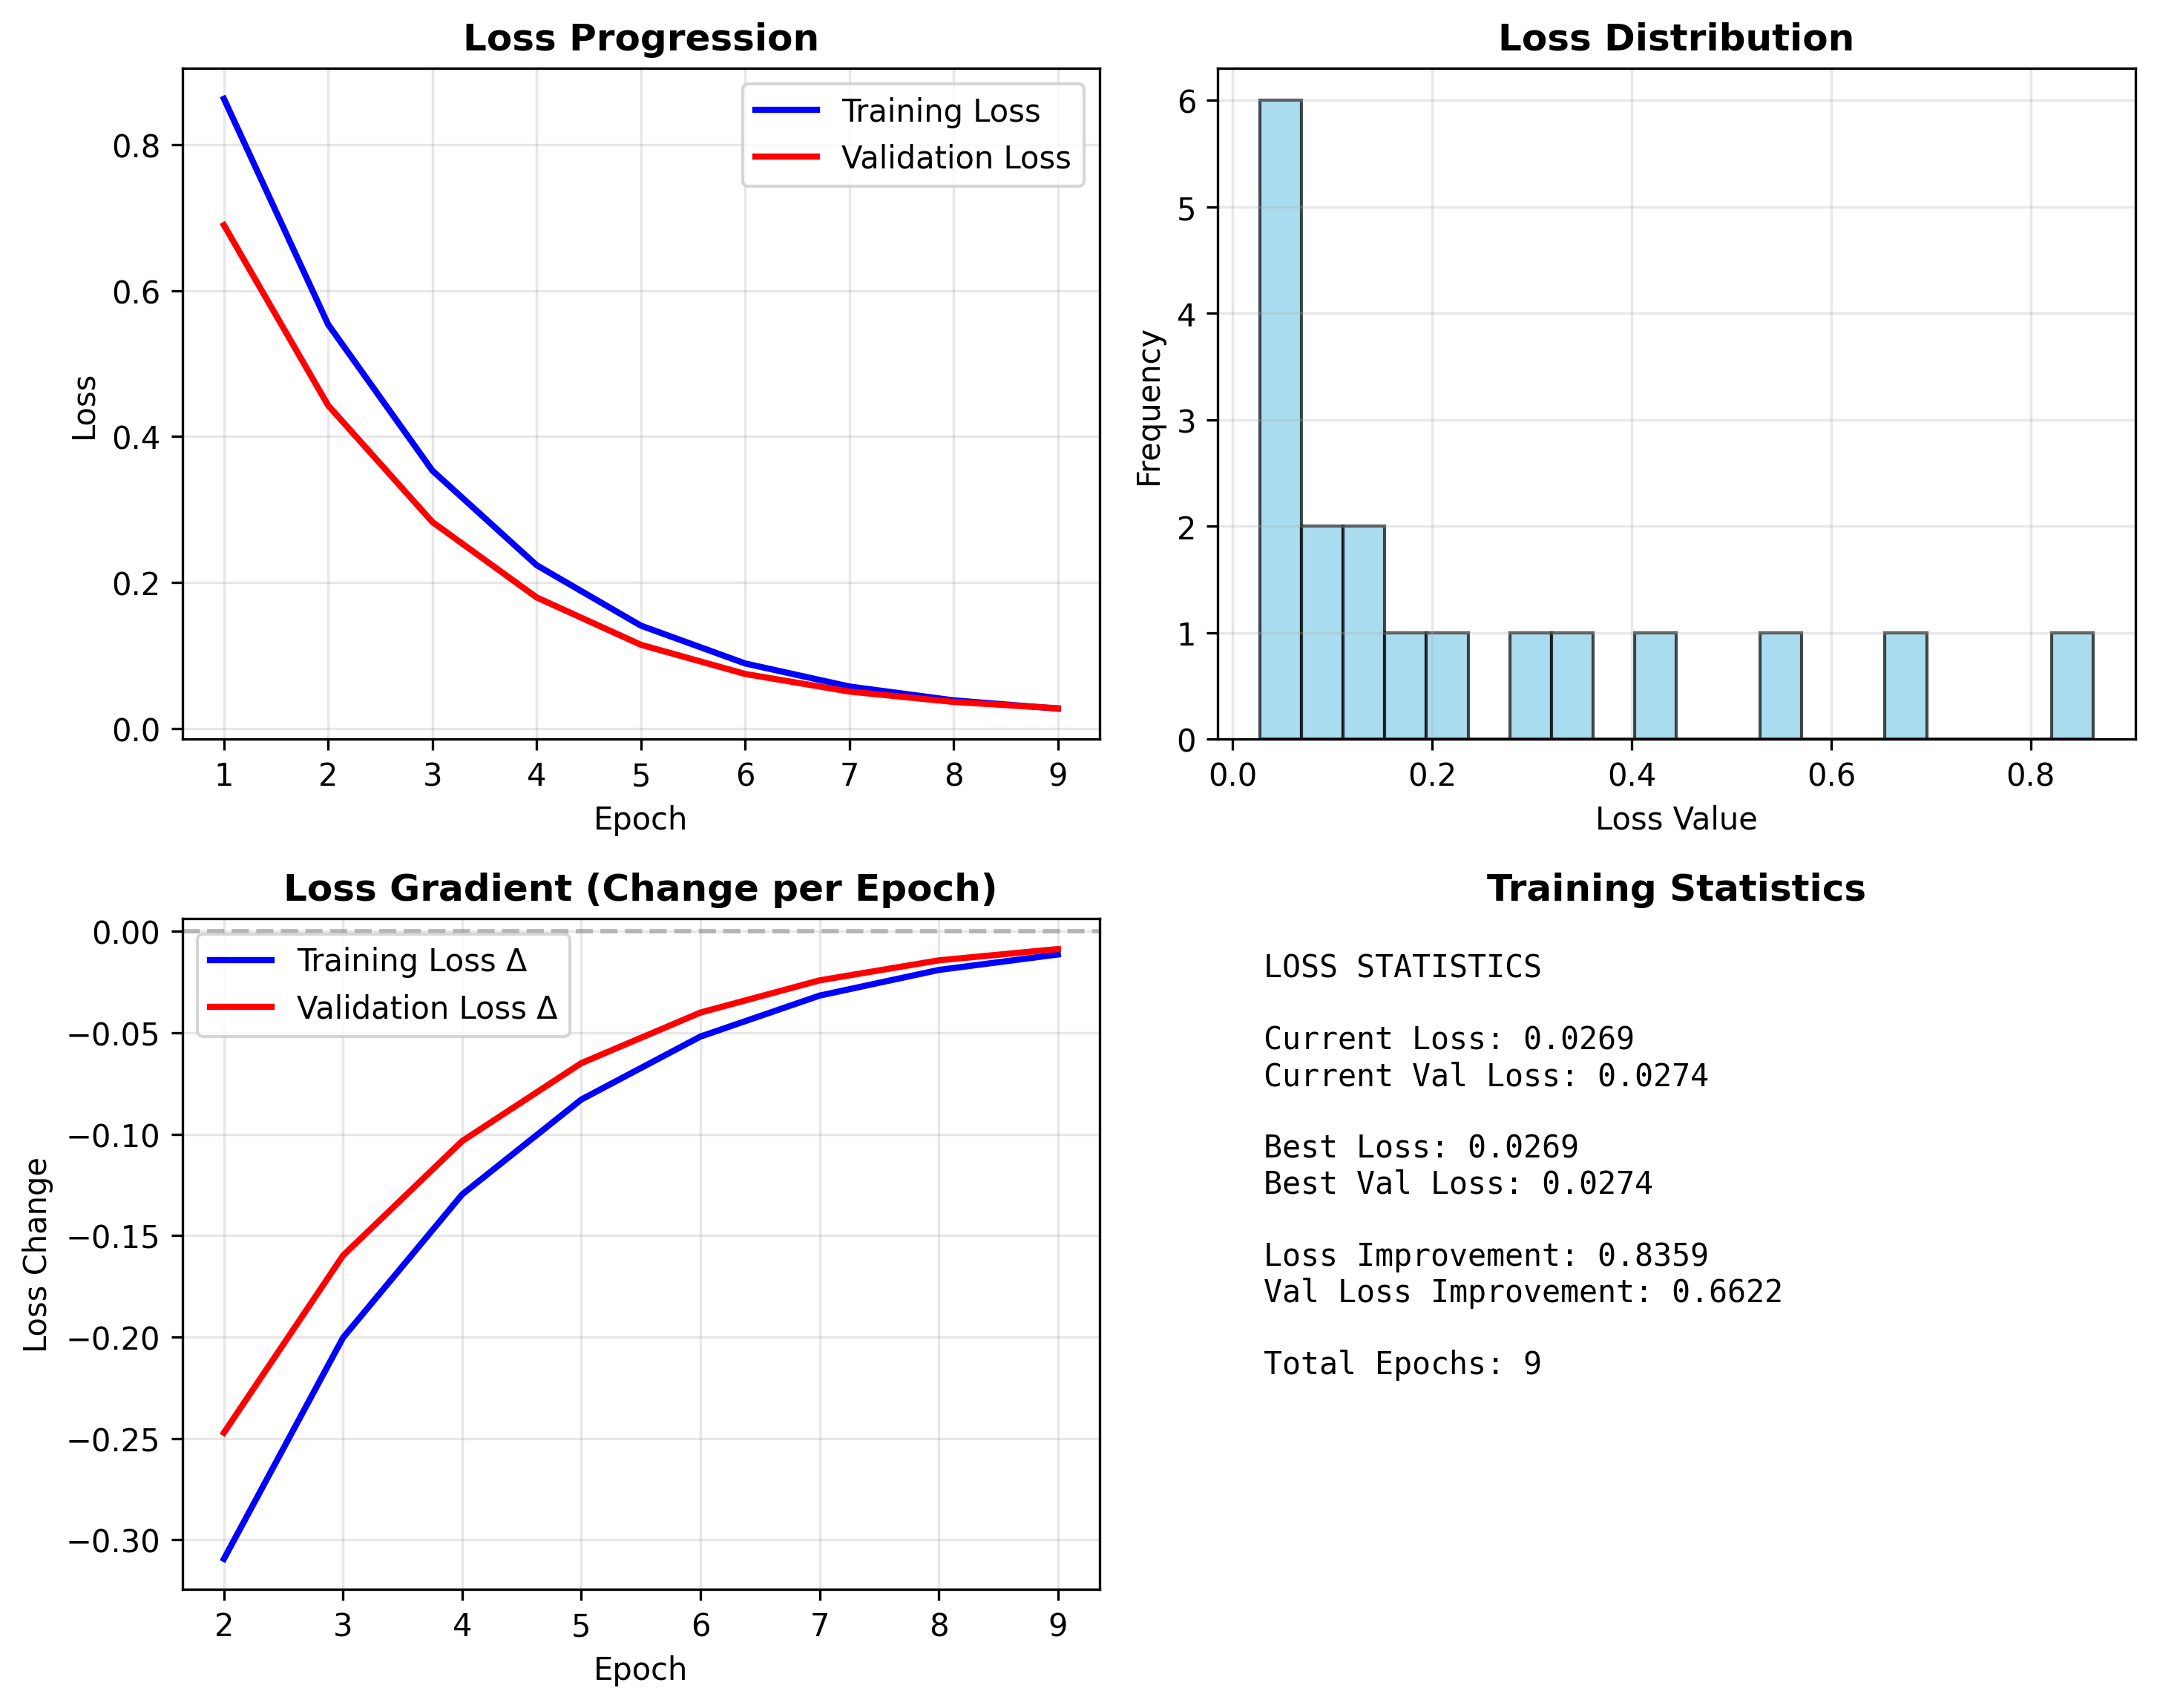 Loss Progression
Training Loss
Validation Loss
0.8
0.6
0.4
0.2
0.0
Loss
1 2 3 4 5 6 7 8 9
Epoch
Loss Distribution
6
5
4
3
2
1
0
Frequency
0.0 0.2 0.4 0.6 0.8
Loss Value
Loss Gradient (Change per Epoch)
Training Loss Δ
Validation Loss Δ
0.00
−0.05
−0.10
−0.15
−0.20
−0.25
−0.30
Loss Change
2 3 4 5 6 7 8 9
Epoch
Training Statistics
LOSS STATISTICS
Current Loss: 0.0269
Current Val Loss: 0.0274
Best Loss: 0.0269
Best Val Loss: 0.0274
Loss Improvement: 0.8359
Val Loss Improvement: 0.6622
Total Epochs: 9